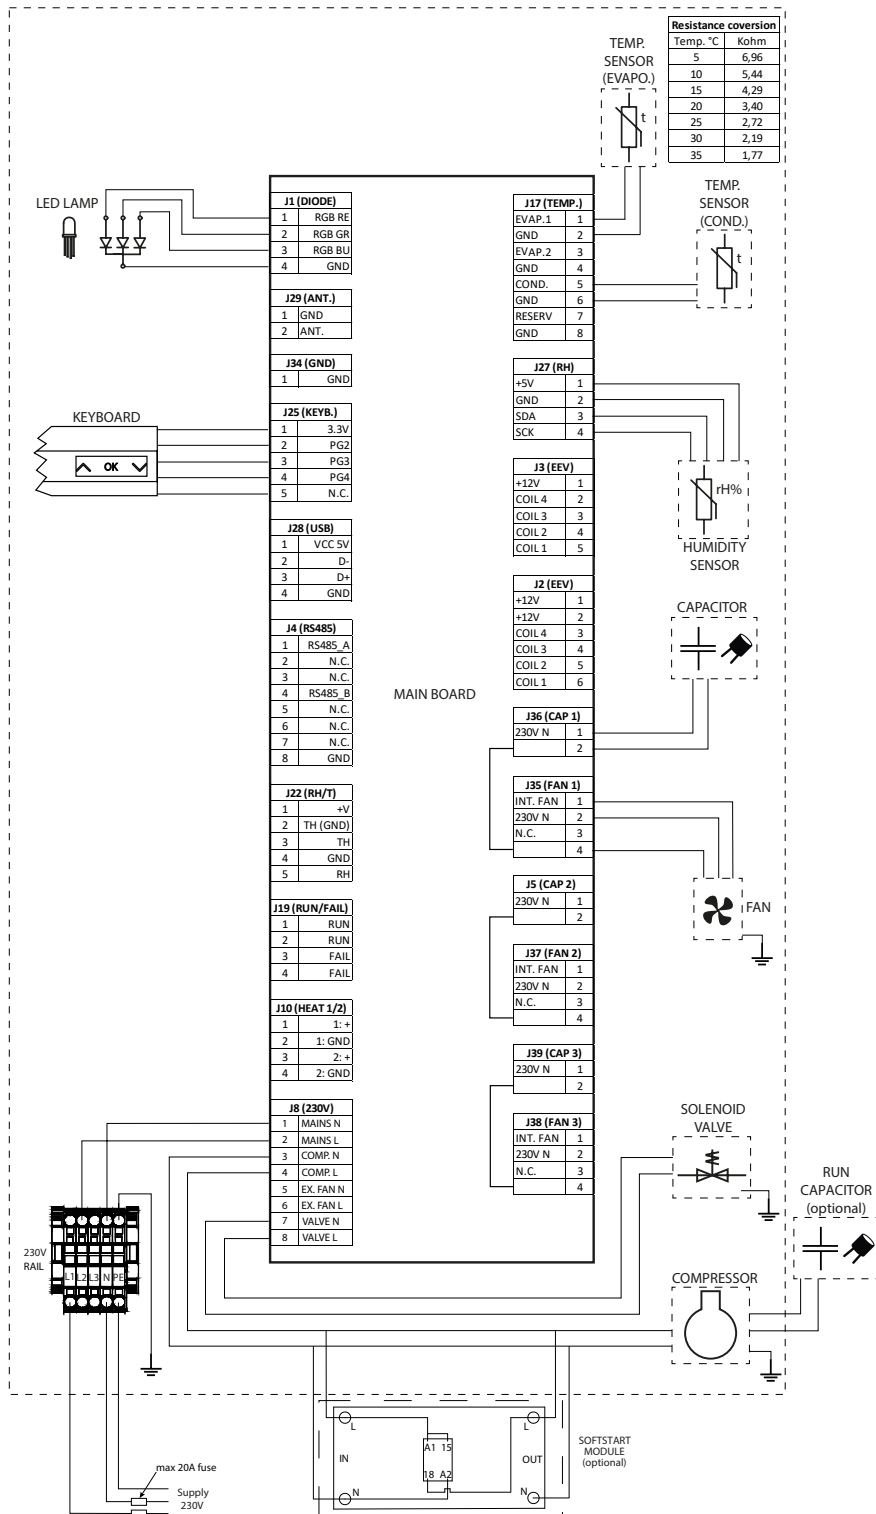 Resistance coversion
Temp. °C Kohm
5 6,96
10 5,44
15 4,29
20 3,40
25 2,72
30 2,19
35 1,77
TEMP.
SENSOR
(EVAPO.)
t
TEMP.
SENSOR
(COND.)
t
LED LAMP
J1 (DIODE)
1 RGB RE
2 RGB GR
3 RGB BU
4 GND
J29 (ANT.)
1 GND
2 ANT.
J34 (GND)
1 GND
KEYBOARD
OK
J25 (KEYB.)
1 3.3V
2 PG2
3 PG3
4 PG4
5 N.C.
J28 (USB)
1 VCC 5V
2 D-
3 D+
4 GND
J4 (RS485)
1 RS485_A
2 N.C.
3 N.C.
4 RS485_B
5 N.C.
6 N.C.
7 N.C.
8 GND
J22 (RH/T)
1 +V
2 TH (GND)
3 TH
4 GND
5 RH
J19 (RUN/FAIL)
1 RUN
2 RUN
3 FAIL
4 FAIL
J10 (HEAT 1/2)
1 1: +
2 1: GND
3 2: +
4 2: GND
J8 (230V)
1 MAINS N
2 MAINS L
3 COMP. N
4 COMP. L
5 EX. FAN N
6 EX. FAN L
7 VALVE N
8 VALVE L
MAIN BOARD
J17 (TEMP.)
EVAP.1 1
GND 2
EVAP.2 3
GND 4
COND. 5
GND 6
RESERV 7
GND 8
J27 (RH)
+5V 1
GND 2
SDA 3
SCK 4
rH%
HUMIDITY
SENSOR
J3 (EEV)
+12V 1
COIL 4 2
COIL 3 3
COIL 2 4
COIL 1 5
J2 (EEV)
+12V 1
+12V 2
COIL 4 3
COIL 3 4
COIL 2 5
COIL 1 6
CAPACITOR
J36 (CAP 1)
230V N 1
2
J35 (FAN 1)
INT. FAN 1
230V N 2
N.C. 3
4
FAN
J5 (CAP 2)
230V N 1
2
J37 (FAN 2)
INT. FAN 1
230V N 2
N.C. 3
4
J39 (CAP 3)
230V N 1
2
J38 (FAN 3)
INT. FAN 1
230V N 2
N.C. 3
4
SOLENOID
VALVE
RUN
CAPACITOR
(optional)
COMPRESSOR
230V
RAIL
L1 L2 L3 N PE
L L
A1 15
IN OUT
18 A2
N N
SOFTSTART
MODULE
(optional)
max 20A fuse
Supply
230V